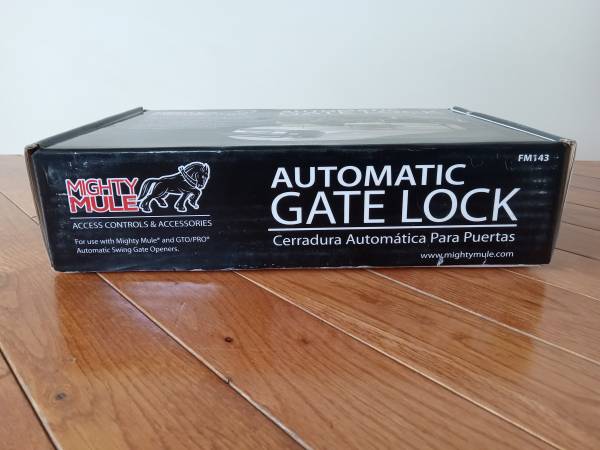 FM143
MIGHTY
MULE
ACCESS CONTROLS & ACCESSORIES
For use with Mighty Mule® and GTO/PRO®
Automatic Swing Gate Openers.
AUTOMATIC
GATE LOCK
Cerradura Automática Para Puertas
www.mightymule.com